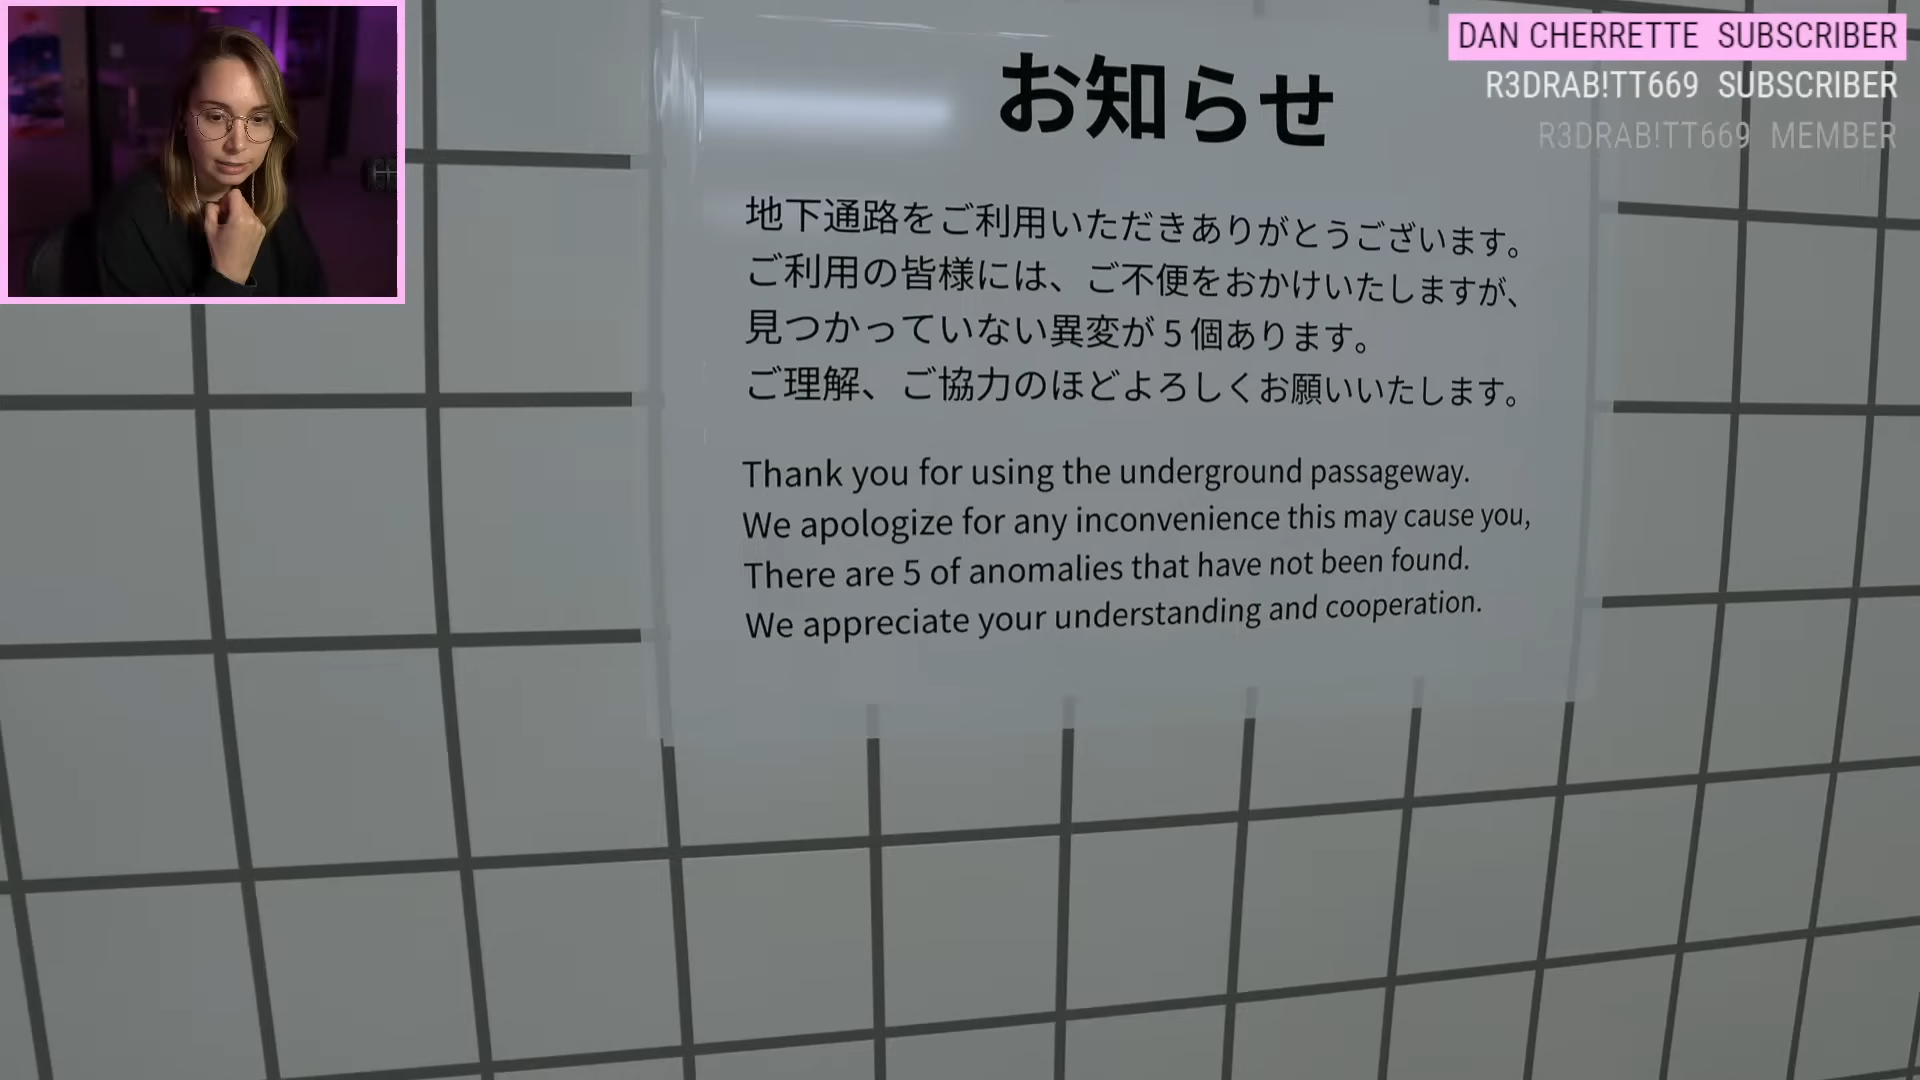 DAN CHERRETTE SUBSCRIBER
R3DRAB!TT669 SUBSCRIBER
R3DRAB!TT669 MEMBER
お知らせ
地下通路をご利用いただきありがとうございます。
ご利用の皆様には、ご不便をおかけいたしますが、
見つかっていない異変が5個あります。
ご理解、ご協力のほどよろしくお願いいたします。
Thank you for using the underground passageway.
We apologize for any inconvenience this may cause you,
There are 5 of anomalies that have not been found.
We appreciate your understanding and cooperation.